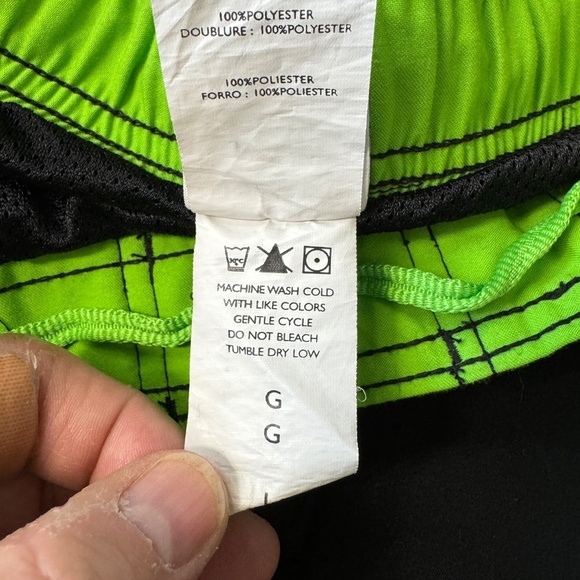 100%POLYESTER
DOUBLURE : 100%POLYESTER
100%POLIESTER
FORRO : 100%POLIESTER
MACHINE WASH COLD
WITH LIKE COLORS
GENTLE CYCLE
DO NOT BLEACH
TUMBLE DRY LOW
G
G